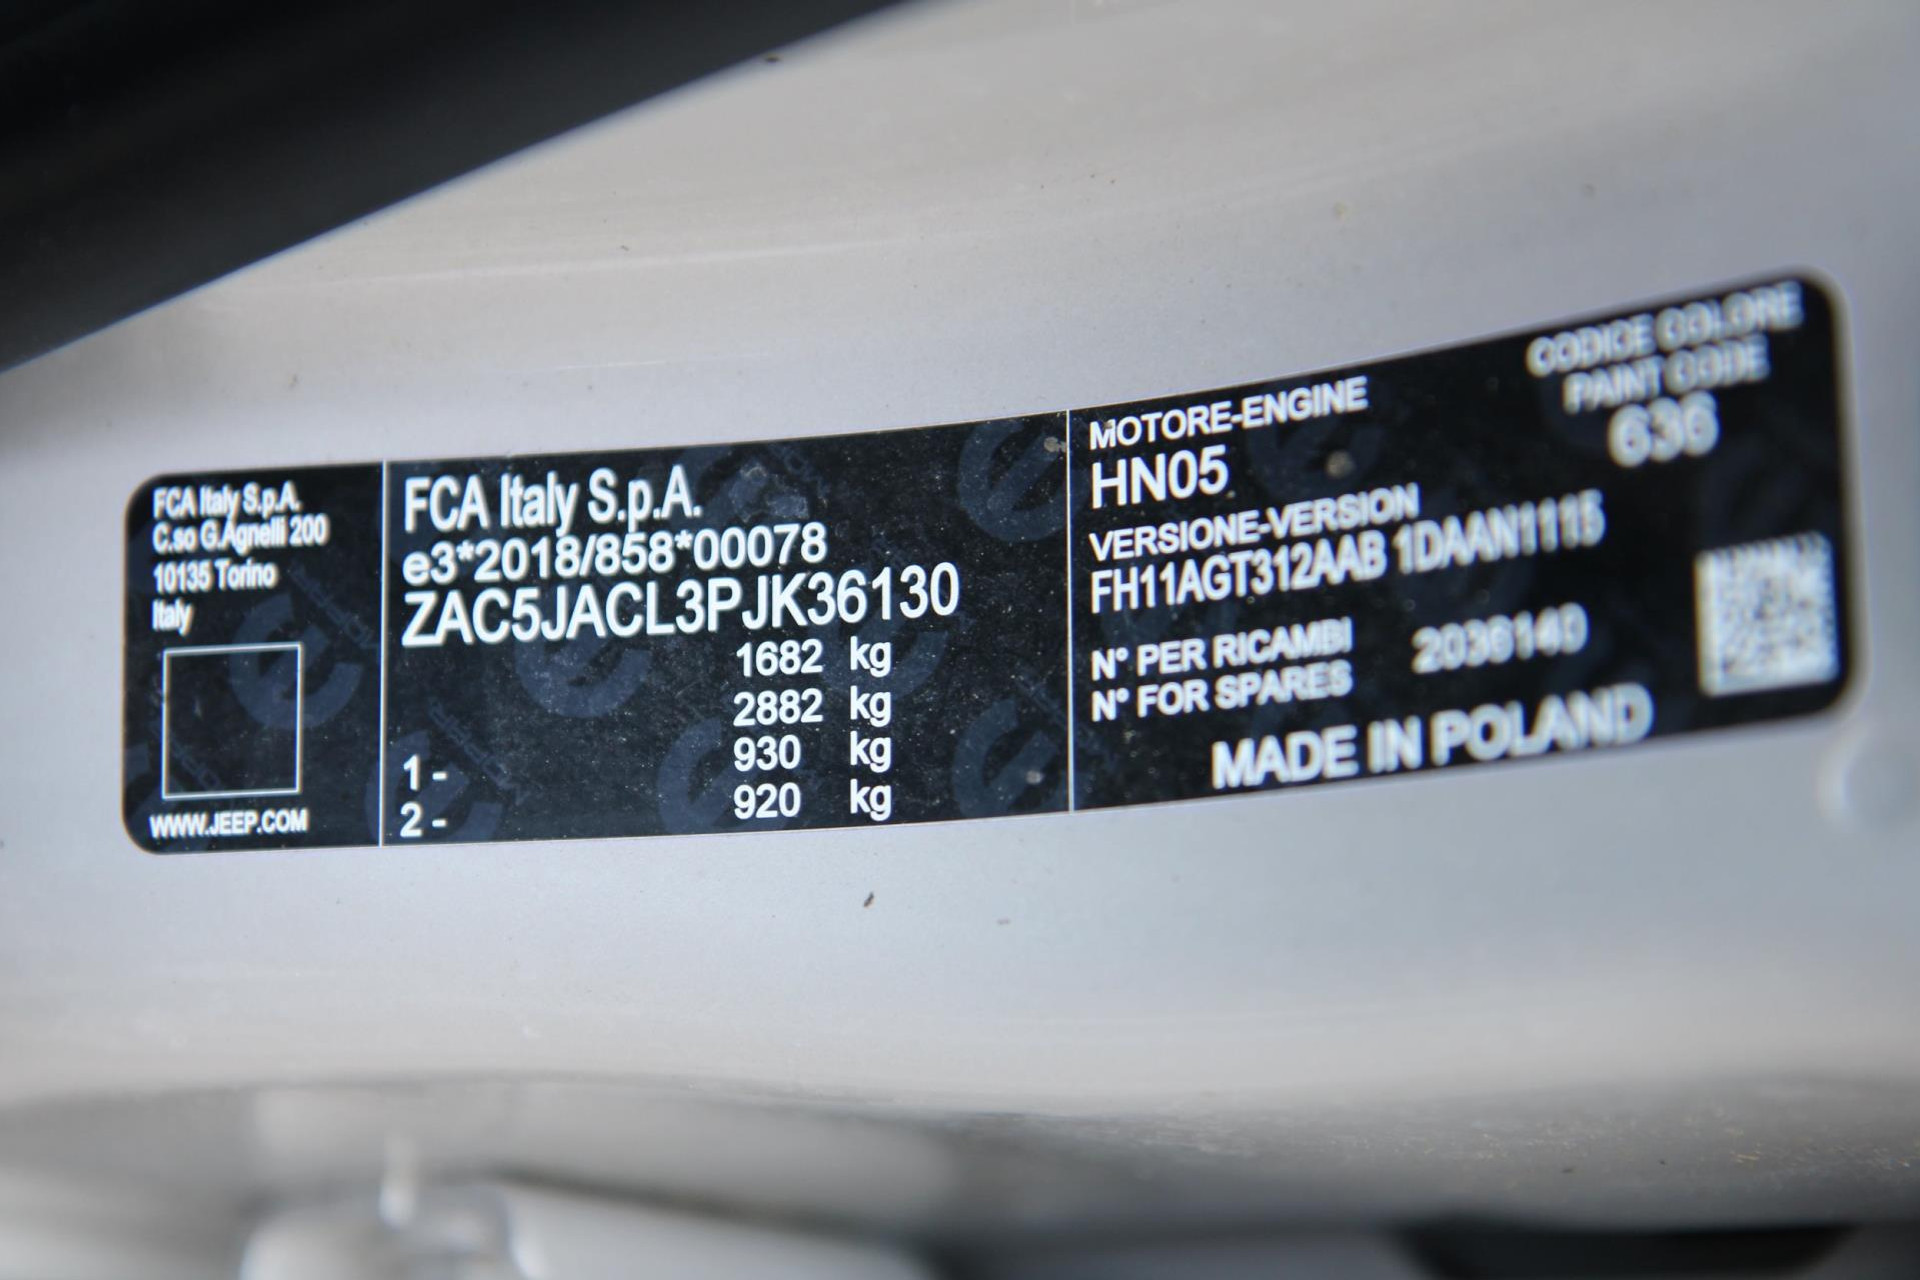 FCA Italy S.p.A.
C.so G.Agnelli 200
10135 Torino
Italy
WWW.JEEP.COM
FCA Italy S.p.A.
e3*2018/858*00078
ZAC5JACL3PJK36130
1682 kg
2882 kg
1 - 930 kg
2 - 920 kg
MOTORE-ENGINE
HN05
CODICE COLORE
PAINT CODE
636
VERSIONE-VERSION
FH11AGT312AAB 1DAAN1115
N° PER RICAMBI
N° FOR SPARES
2036140
MADE IN POLAND